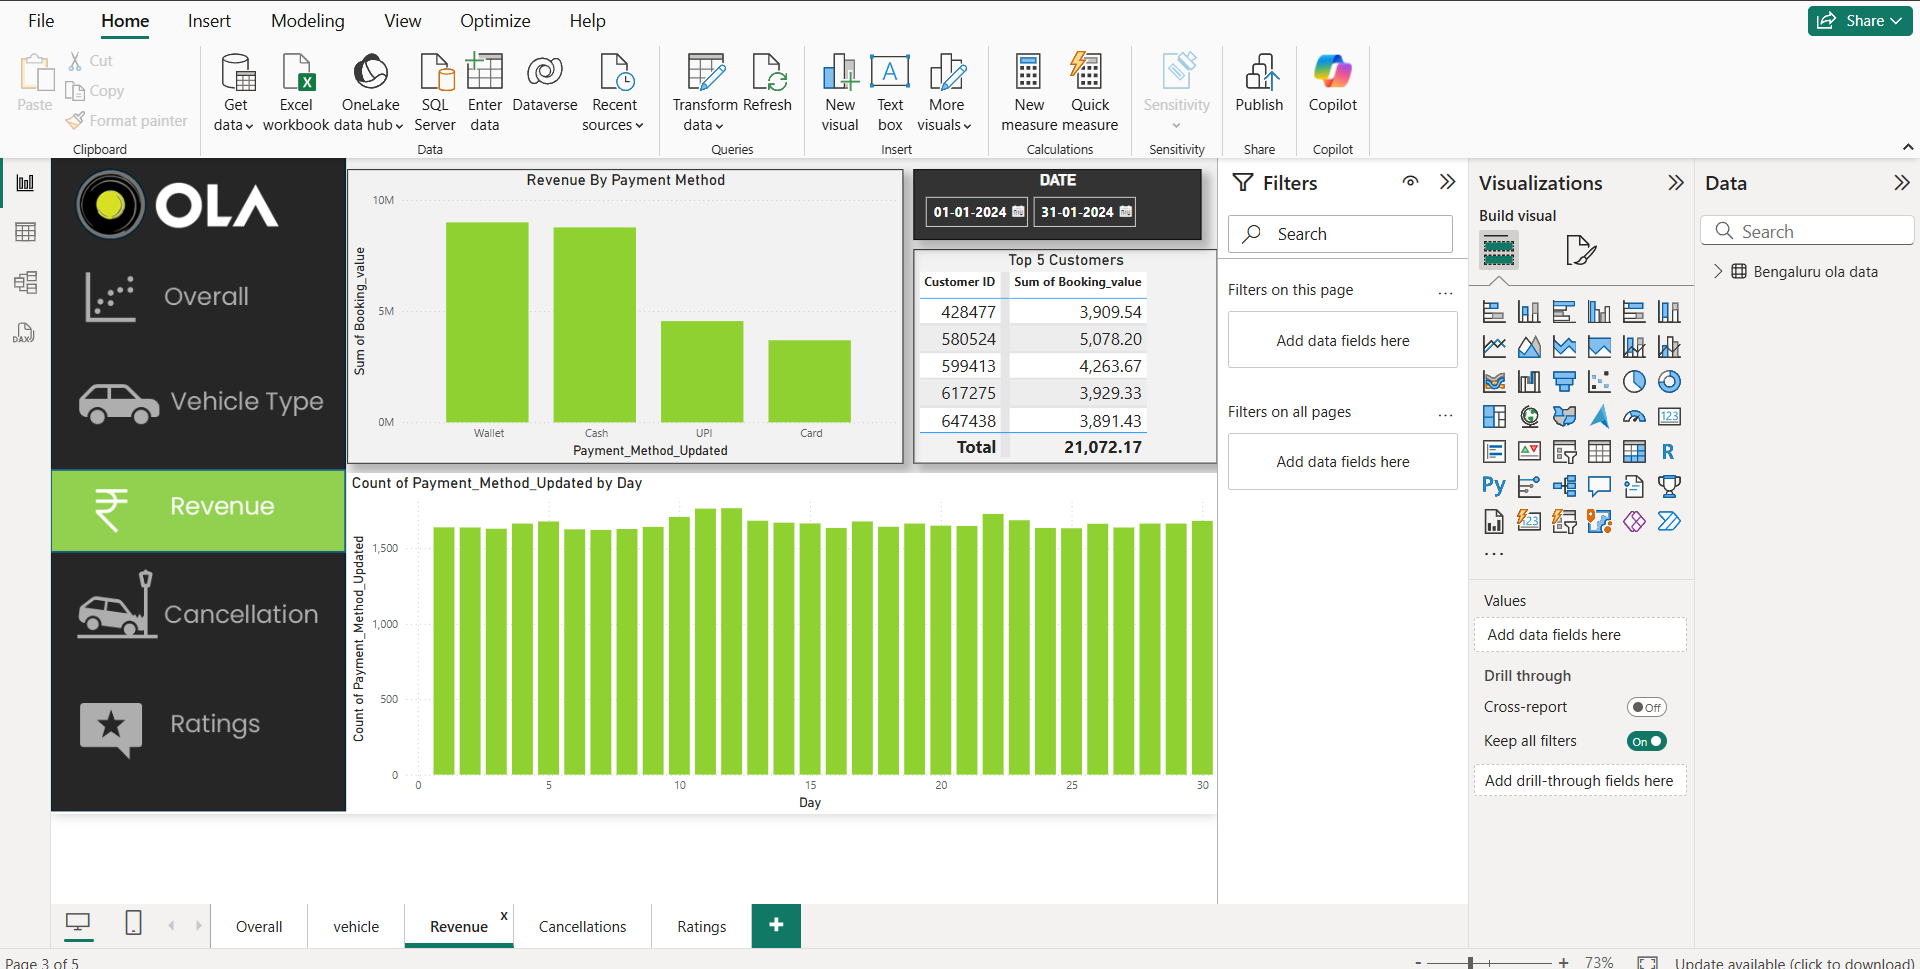 File Home Insert Modeling View Optimize Help Share
Paste
Cut
Copy
Format painter
Clipboard
Get data
Excel workbook
OneLake data hub
SQL Server
Enter data
Dataverse
Recent sources
Data
Transform data
Refresh
Queries
New visual
Text box
More visuals
Insert
New measure
Quick measure
Calculations
Sensitivity
Sensitivity
Publish
Share
Copilot
Copilot
DAX
OLA
Overall
Vehicle Type
Revenue
Cancellation
Ratings
Revenue By Payment Method
10M
5M
0M
Sum of Booking_value
Wallet Cash UPI Card
Payment_Method_Updated
DATE
01-01-2024 31-01-2024
Top 5 Customers
Customer ID Sum of Booking_value
428477 3,909.54
580524 5,078.20
599413 4,263.67
617275 3,929.33
647438 3,891.43
Total 21,072.17
Count of Payment_Method_Updated by Day
Count of Payment_Method_Updated
1,500
1,000
500
0
0 5 10 15 20 25 30
Day
Filters
Search
Filters on this page ...
Add data fields here
Filters on all pages ...
Add data fields here
Visualizations
Build visual
123
R
Py
123
...
Values
Add data fields here
Drill through
Cross-report Off
Keep all filters On
Add drill-through fields here
Data
Search
Bengaluru ola data
Overall vehicle Revenue x Cancellations Ratings +
Page 3 of 5
- + 73% Update available (click to download)